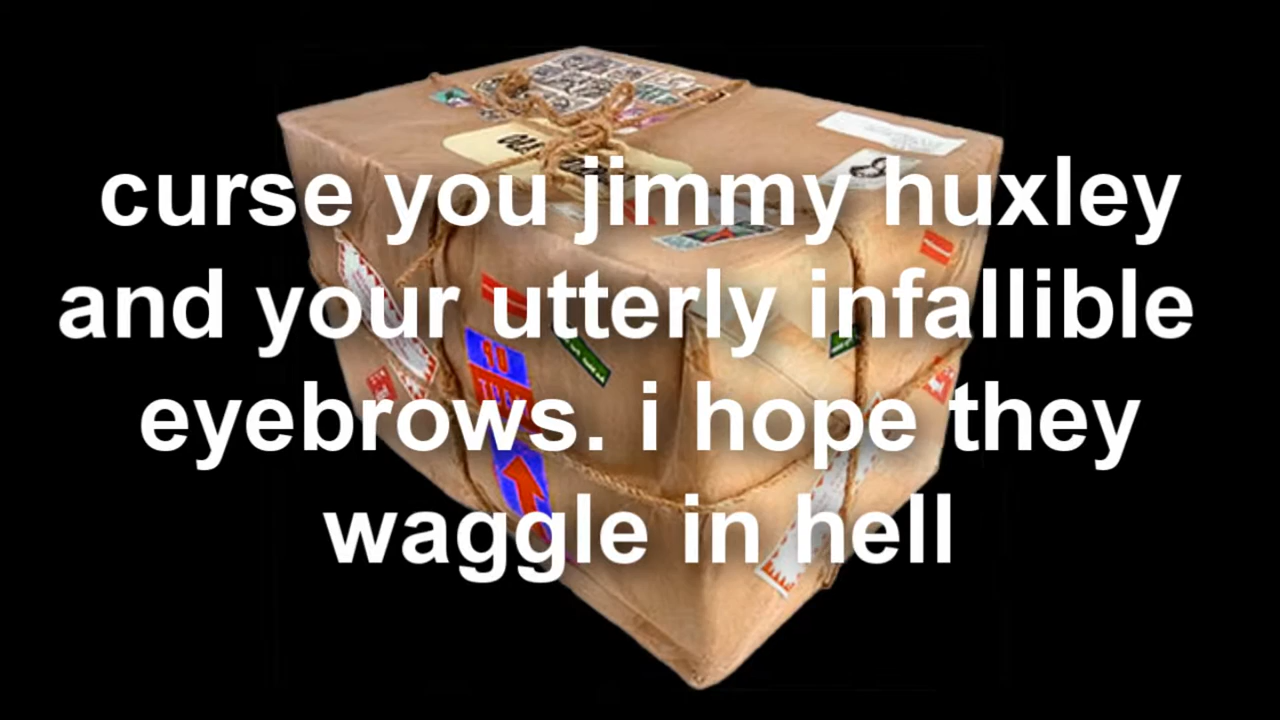 curse you jimmy huxley
and your utterly infallible
eyebrows. i hope they
waggle in hell